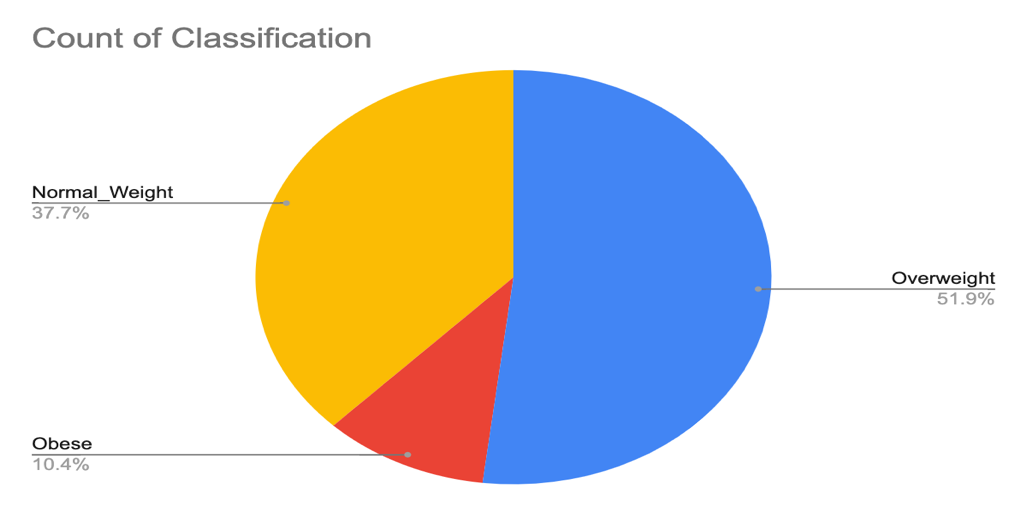 Count of Classification
Normal_Weight
37.7%
Overweight
51.9%
Obese
10.4%